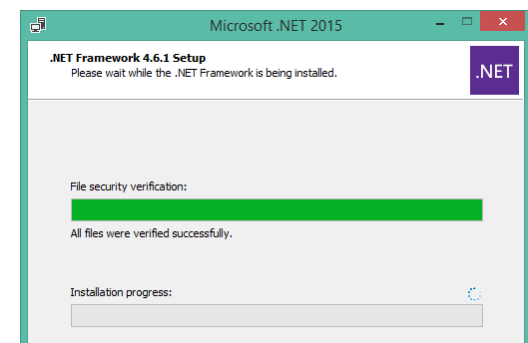 Microsoft .NET 2015
.NET Framework 4.6.1 Setup
Please wait while the .NET Framework is being installed.
.NET
File security verification:
All files were verified successfully.
Installation progress: